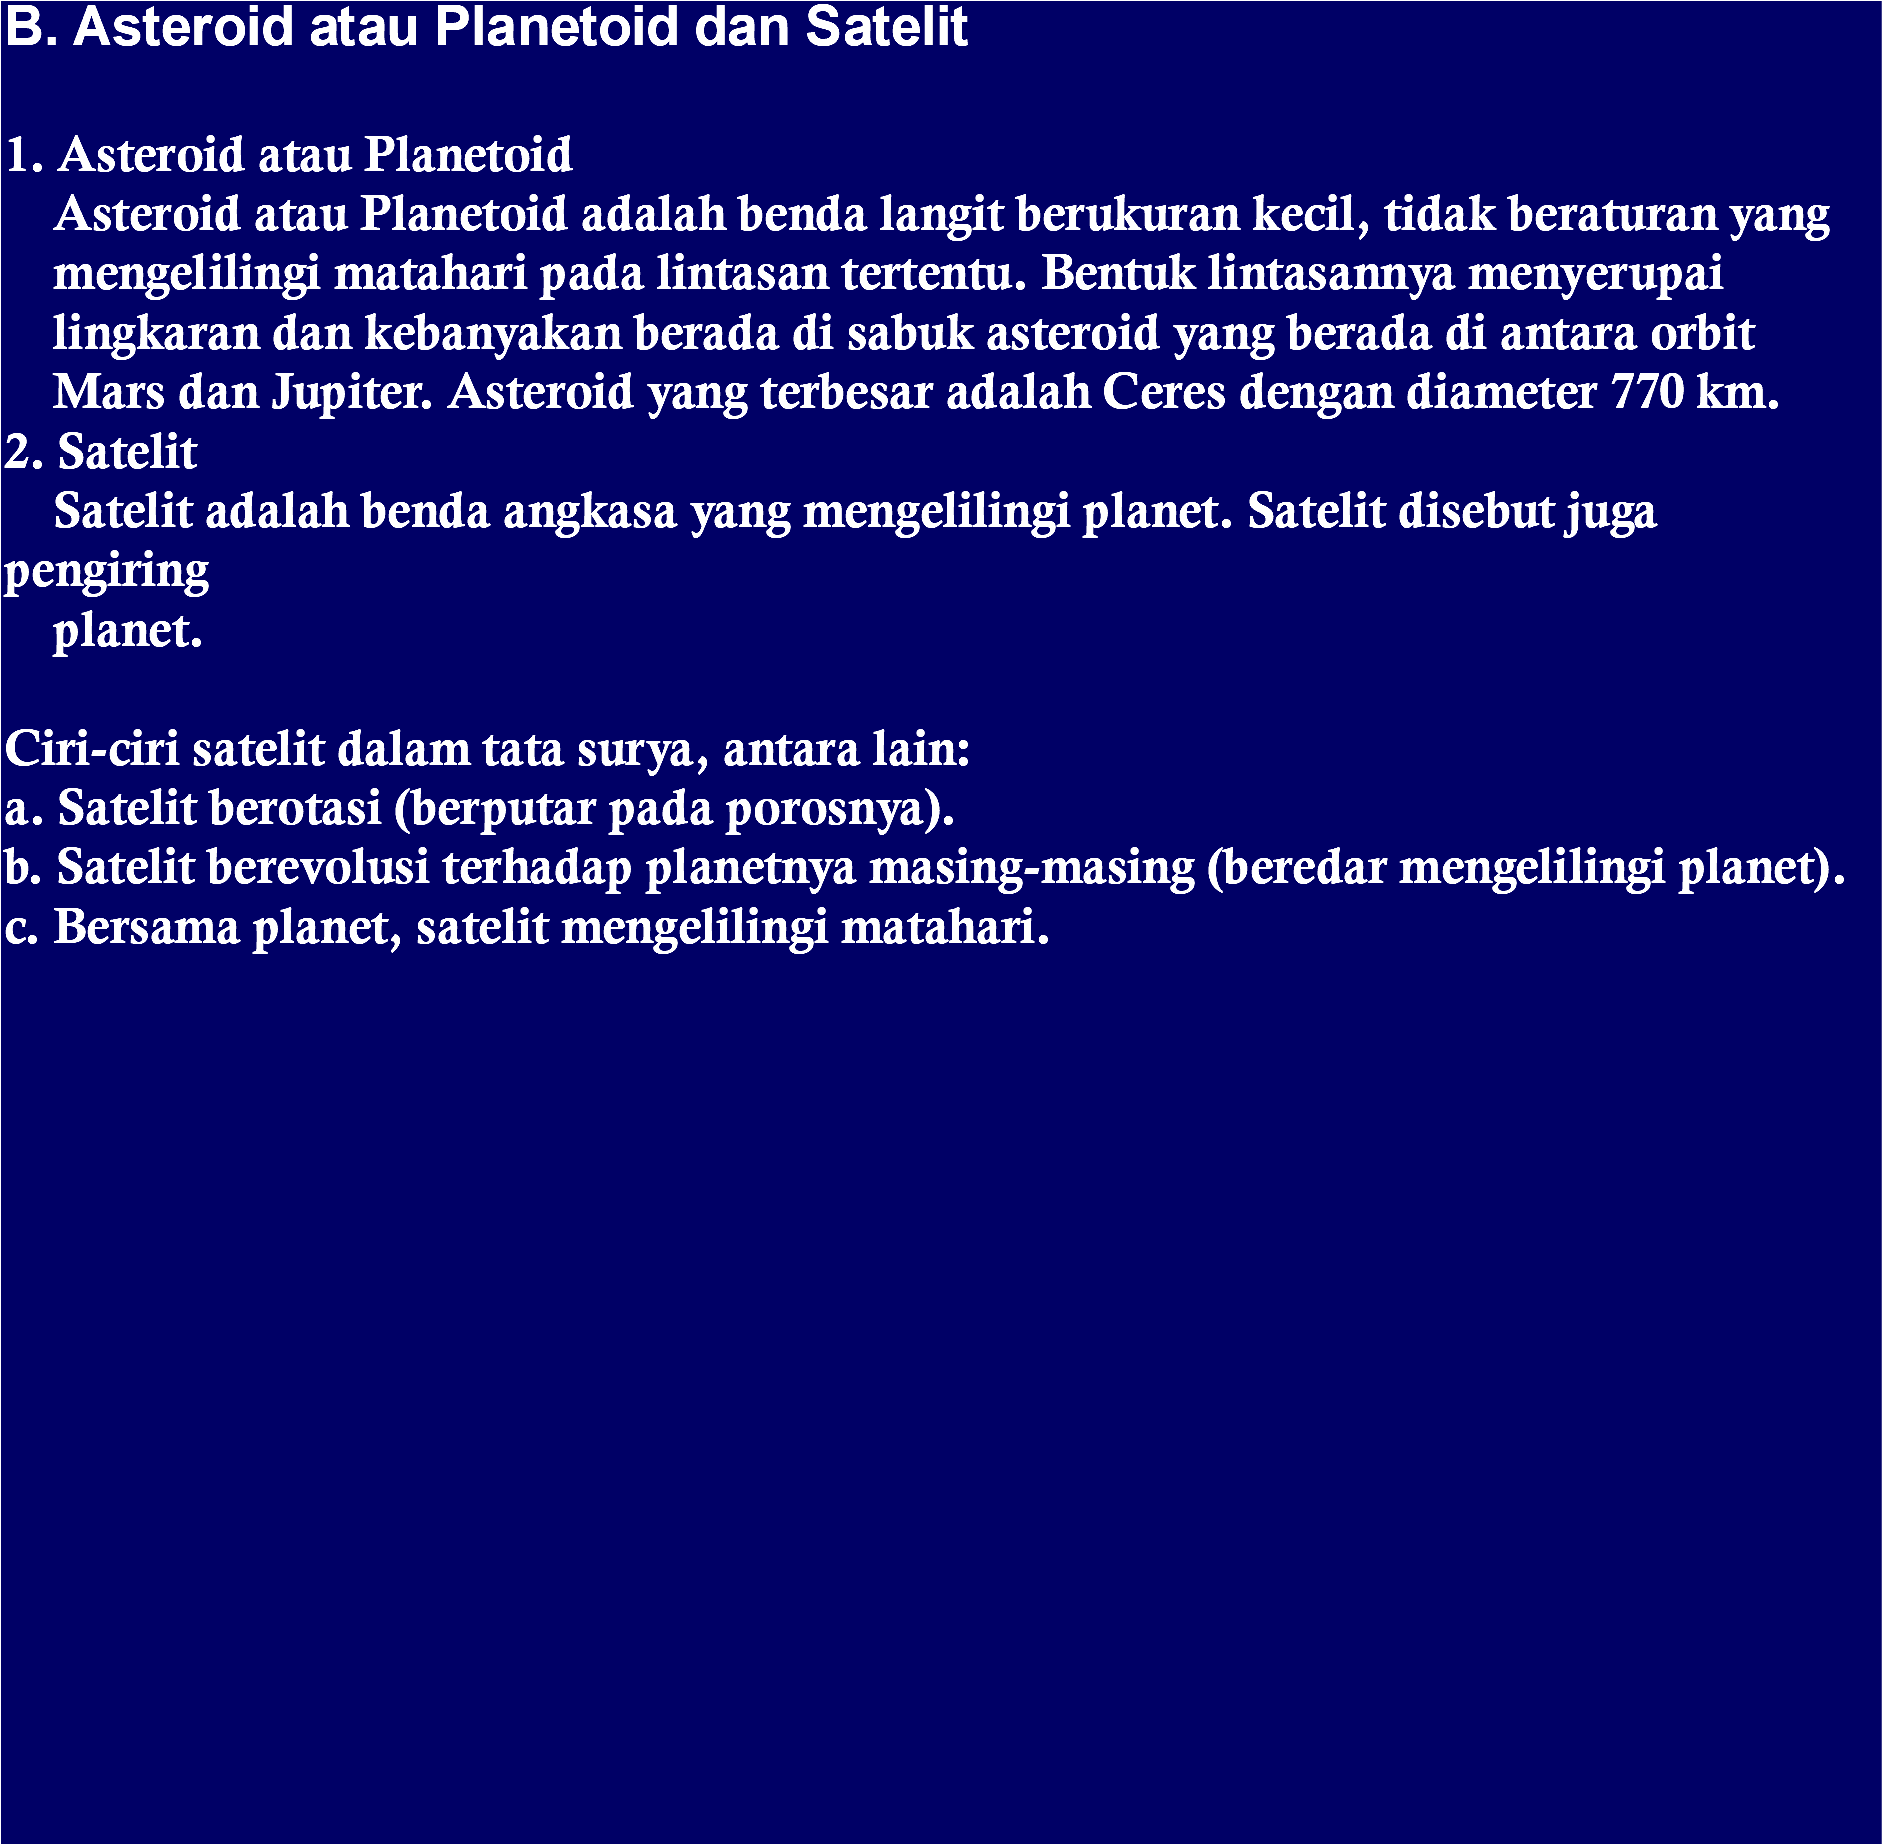 B. Asteroid atau Planetoid dan Satelit
1. Asteroid atau Planetoid
Asteroid atau Planetoid adalah benda langit berukuran kecil, tidak beraturan yang
mengelilingi matahari pada lintasan tertentu. Bentuk lintasannya menyerupai
lingkaran dan kebanyakan berada di sabuk asteroid yang berada di antara orbit
Mars dan Jupiter. Asteroid yang terbesar adalah Ceres dengan diameter 770 km.
2. Satelit
Satelit adalah benda angkasa yang mengelilingi planet. Satelit disebut juga
pengiring
planet.
Ciri-ciri satelit dalam tata surya, antara lain:
a. Satelit berotasi (berputar pada porosnya).
b. Satelit berevolusi terhadap planetnya masing-masing (beredar mengelilingi planet).
c. Bersama planet, satelit mengelilingi matahari.